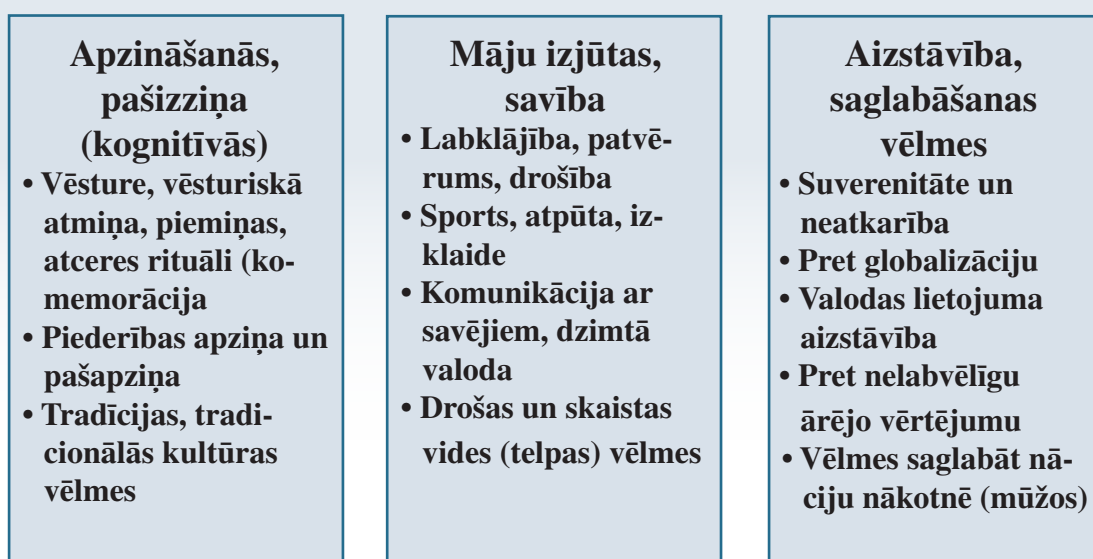 Apzināšanās,
pašizziņa
(kognitīvās)
• Vēsture, vēsturiskā
atmiņa, piemiņas,
atceres rituāli (ko-
memorācija
• Piederības apziņa un
pašapziņa
• Tradīcijas, tradi-
cionālās kultūras
vēlmes
Māju izjūtas,
savība
• Labklājība, patvē-
rums, drošība
• Sports, atpūta, iz-
klaide
• Komunikācija ar
savējiem, dzimtā
valoda
• Drošas un skaistas
vides (telpas) vēlmes
Aizstāvība,
saglabāšanas
vēlmes
• Suverenitāte un
neatkarība
• Pret globalizāciju
• Valodas lietojuma
aizstāvība
• Pret nelabvēlīgu
ārējo vērtējumu
• Vēlmes saglabāt nā-
ciju nākotnē (mūžos)